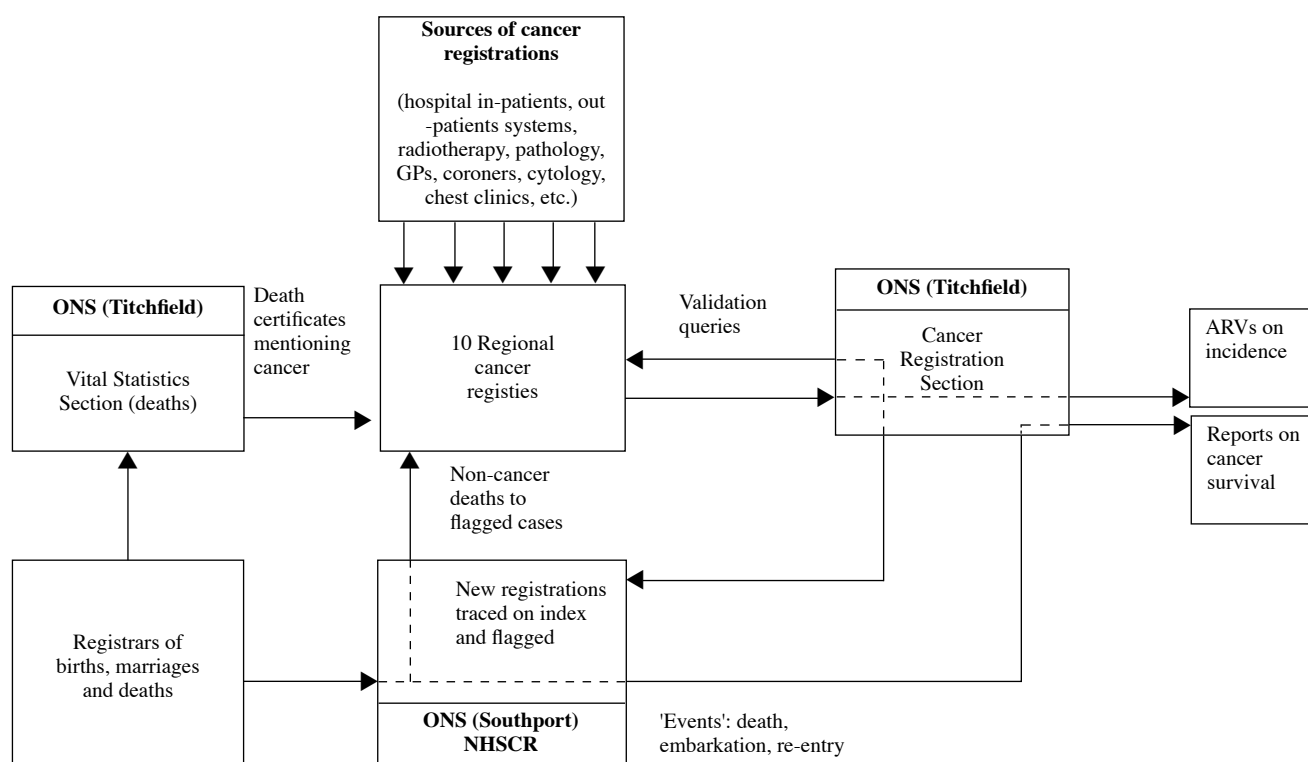 Sources of cancer
registrations
(hospital in-patients, out
-patients systems,
radiotherapy, pathology,
GPs, coroners, cytology,
chest clinics, etc.)
ONS (Titchfield)
Vital Statistics
Section (deaths)
Death
certificates
mentioning
cancer
10 Regional
cancer
registies
Validation
queries
ONS (Titchfield)
Cancer
Registration
Section
ARVs on
incidence
Reports on
cancer
survival
Non-cancer
deaths to
flagged cases
Registrars of
births, marriages
and deaths
New registrations
traced on index
and flagged
ONS (Southport)
NHSCR
'Events': death,
embarkation, re-entry